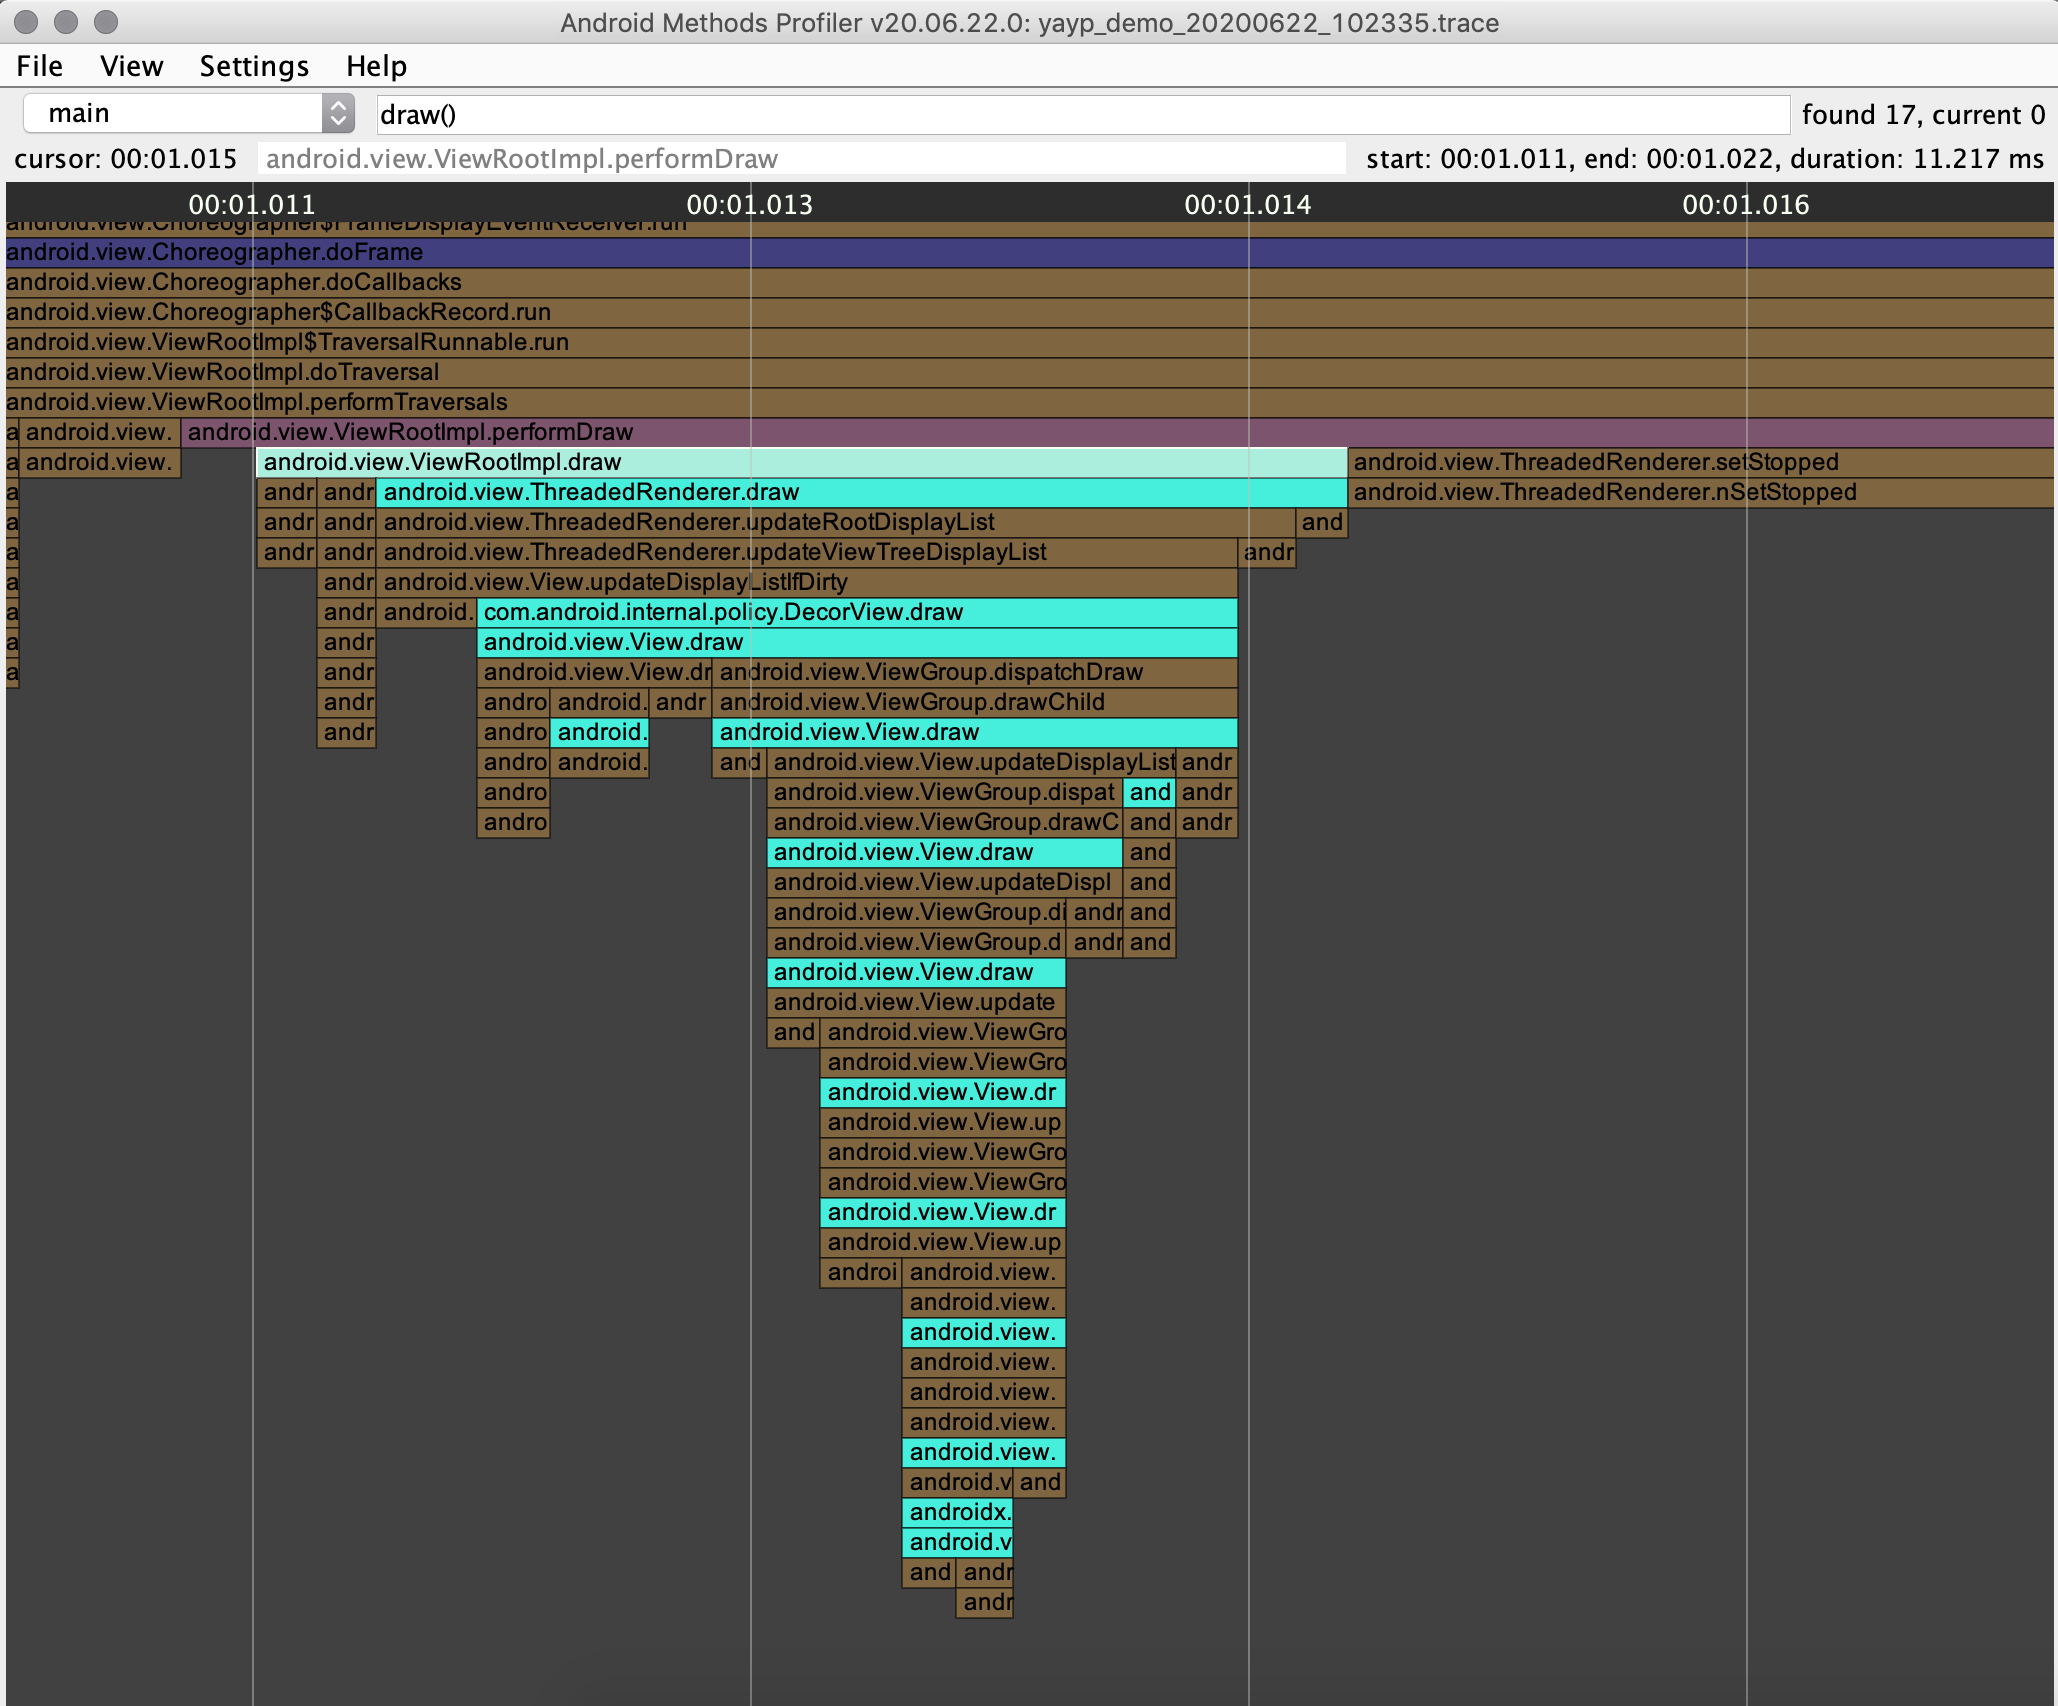 Android Methods Profiler v20.06.22.0: yayp_demo_20200622_102335.trace
File View Settings Help
main draw() found 17, current 0
cursor: 00:01.015 android.view.ViewRootImpl.performDraw start: 00:01.011, end: 00:01.022, duration: 11.217 ms
00:01.011 00:01.013 00:01.014 00:01.016
android.view.Choreographer$FrameDisplayEventReceiver.run
android.view.Choreographer.doFrame
android.view.Choreographer.doCallbacks
android.view.Choreographer$CallbackRecord.run
android.view.ViewRootImpl$TraversalRunnable.run
android.view.ViewRootImpl.doTraversal
android.view.ViewRootImpl.performTraversals
a android.view. android.view.ViewRootImpl.performDraw
a android.view. android.view.ViewRootImpl.draw android.view.ThreadedRenderer.setStopped
a andr andr android.view.ThreadedRenderer.draw android.view.ThreadedRenderer.nSetStopped
a andr andr android.view.ThreadedRenderer.updateRootDisplayList and
a andr andr android.view.ThreadedRenderer.updateViewTreeDisplayList andr
a andr android.view.View.updateDisplayListIfDirty
a andr android. com.android.internal.policy.DecorView.draw
a andr android.view.View.draw
a andr android.view.View.dr android.view.ViewGroup.dispatchDraw
andr andro android. andr android.view.ViewGroup.drawChild
andr andro android. android.view.View.draw
andro android. and android.view.View.updateDisplayList andr
andro android.view.ViewGroup.dispat and andr
andro android.view.ViewGroup.drawC and andr
android.view.View.draw and
android.view.View.updateDispl and
android.view.ViewGroup.di andr and
android.view.ViewGroup.d andr and
android.view.View.draw
android.view.View.update
and android.view.ViewGro
android.view.ViewGro
android.view.View.dr
android.view.View.up
android.view.ViewGro
android.view.ViewGro
android.view.View.dr
android.view.View.up
androi android.view.
android.view.
android.view.
android.view.
android.view.
android.view.
android.view.
android.v and
androidx.
android.v
and andr
andr